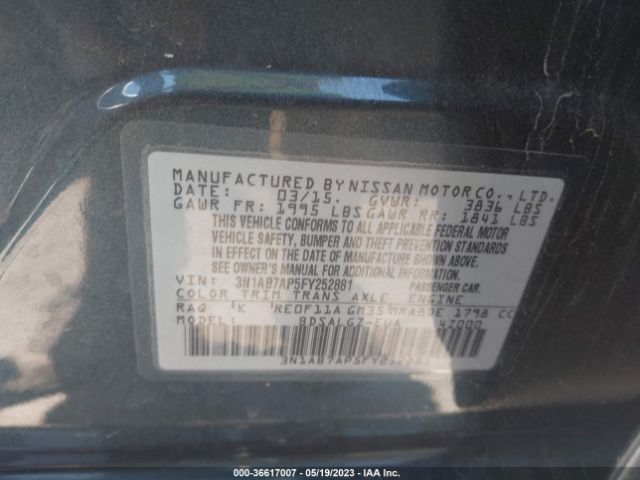 MANUFACTURED BY NISSAN MOTOR CO., LTD.
DATE: 03/15. GVWR: 3836 LBS
GAWR FR: 1995 LBS GAWR RR: 1841 LBS
THIS VEHICLE CONFORMS TO ALL APPLICABLE FEDERAL MOTOR
VEHICLE SAFETY, BUMPER AND THEFT PREVENTION STANDARDS
IN EFFECT ON THE DATE OF MANUFACTURE SHOWN ABOVE.
SEE OWNER'S MANUAL FOR ADDITIONAL INFORMATION
VIN: 3N1AB7AP5FY252881 PASSENGER CAR
COLOR TRIM TRANS AXLE ENGINE
RAQ K RE0F11A GM35 MRA8DE 1798 CC
MODEL: BDSALGZ-EUA 47000
3N1AB7AP5FY252881
000-36617007 - 05/19/2023 - IAA Inc.